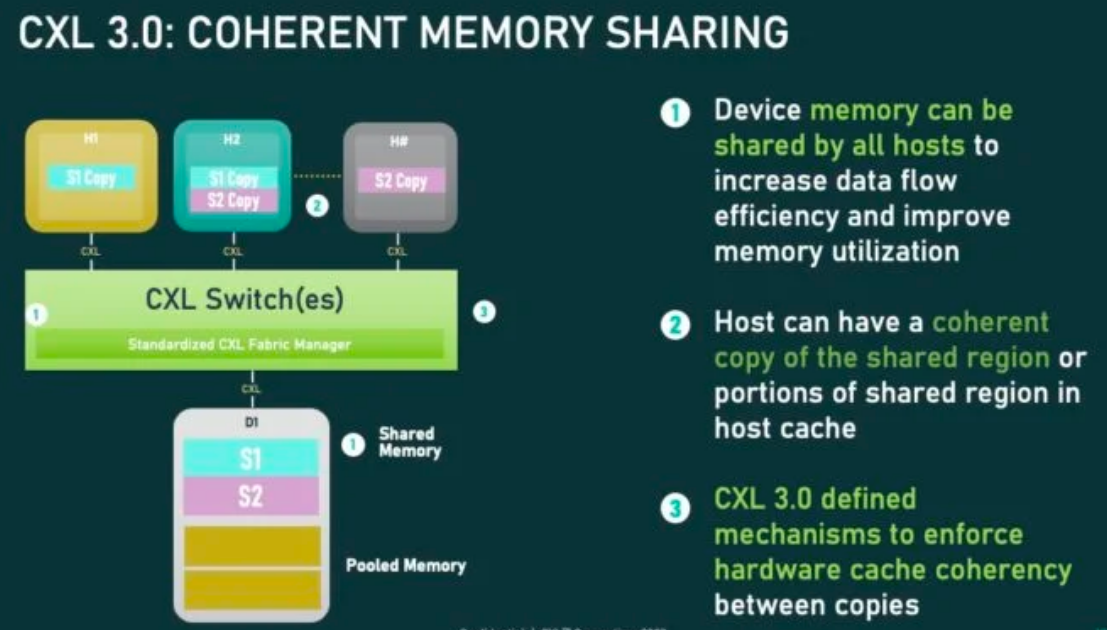 CXL 3.0: COHERENT MEMORY SHARING
H1
S1 Copy
H2
S1 Copy
S2 Copy
H#
S2 Copy
2
CXL
CXL
CXL
1
CXL Switch(es)
3
Standardized CXL Fabric Manager
CXL
D1
S1
S2
1
Shared
Memory
Pooled Memory
1
Device memory can be
shared by all hosts to
increase data flow
efficiency and improve
memory utilization
2
Host can have a coherent
copy of the shared region or
portions of shared region in
host cache
3
CXL 3.0 defined
mechanisms to enforce
hardware cache coherency
between copies